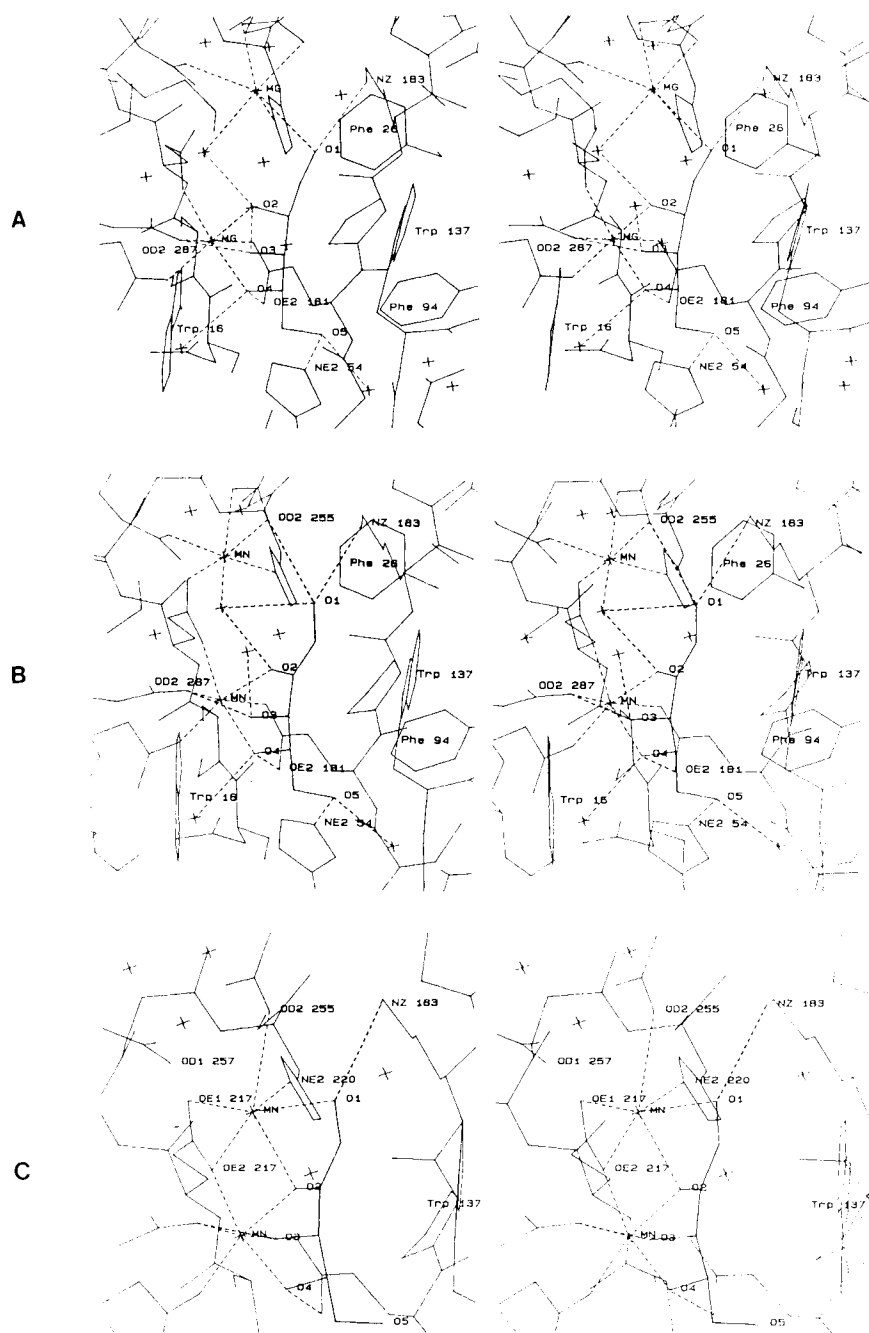 A
MG
NZ 183
Phe 26
O1
O2
MG
O3
OD2 287
Trp 137
O4
OE2 181
Phe 94
Trp 16
O5
NE2 54
MG
NZ 183
Phe 26
O1
O2
MG
O3
OD2 287
Trp 137
O4
OE2 181
Phe 94
Trp 16
O5
NE2 54
B
OD2 255
NZ 183
MN
Phe 26
O1
O2
Trp 137
OD2 287
MN
O3
Phe 94
O4
OE2 181
Trp 16
O5
NE2 54
OD2 255
NZ 183
MN
Phe 26
O1
O2
Trp 137
OD2 287
MN
O3
Phe 94
O4
OE2 181
Trp 16
O5
NE2 54
C
OD2 255
NZ 183
OD1 257
NE2 220
OE1 217
O1
MN
OE2 217
O2
Trp 137
MN
O3
O4
O5
OD2 255
NZ 183
OD1 257
NE2 220
OE1 217
O1
MN
OE2 217
O2
Trp 137
MN
O3
O4
O5